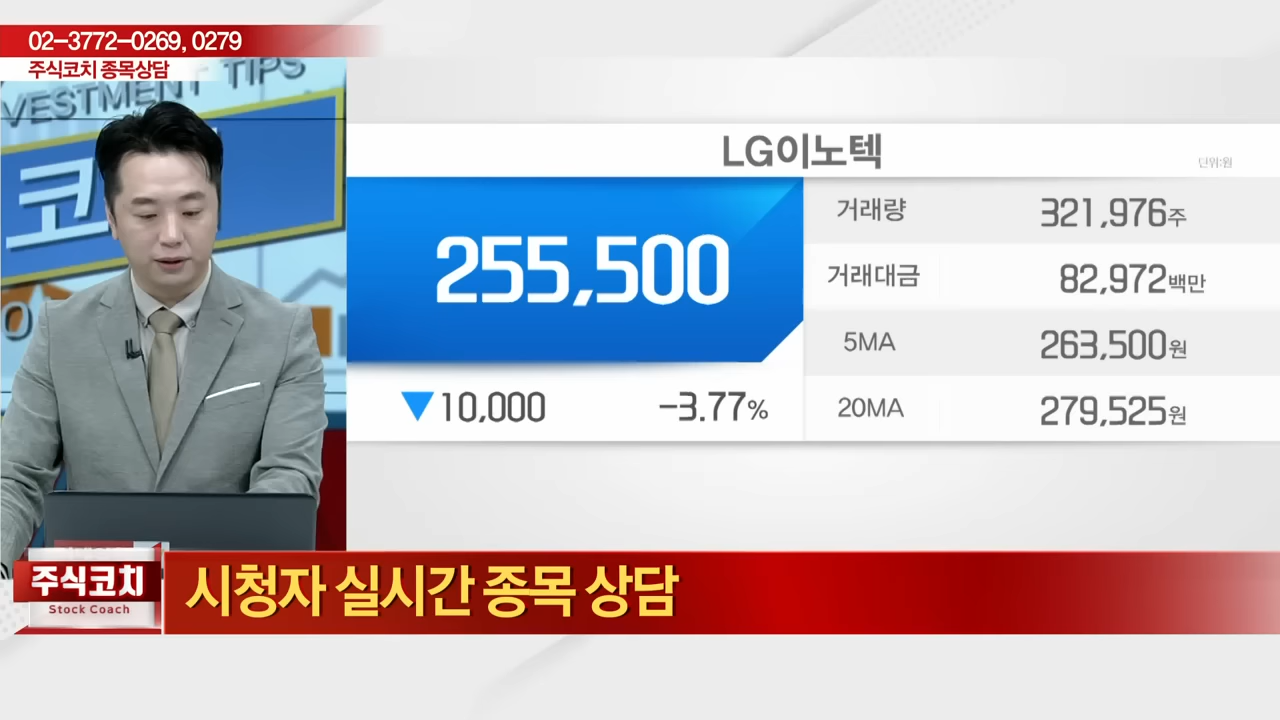 02-3772-0269, 0279
주식코치 종목상담
VESTMENT TIPS
코
LG이노텍
단위:원
255,500
▼10,000 -3.77%
거래량 321,976주
거래대금 82,972백만
5MA 263,500원
20MA 279,525원
주식코치
Stock Coach
시청자 실시간 종목 상담